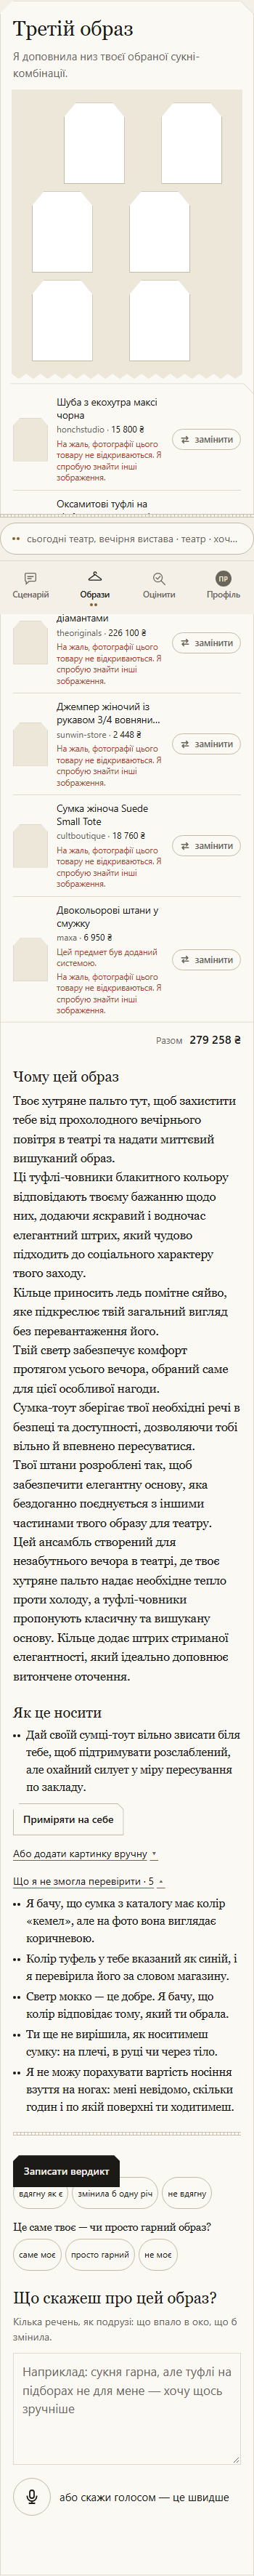 Третій образ
Я доповнила низ твоєї обраної сукні-
комбінації.
Шуба з екохутра максі
чорна
honchstudio · 15 800 ₴
На жаль, фотографії цього
товару не відкриваються. Я
спробую знайти інші
зображення.
замінити
Оксамитові туфлі на
сьогодні театр, вечірня вистава · театр · хоч...
Сценарій
Образи
Оцінити
ПР
Профіль
діамантами
theoriginals · 226 100 ₴
На жаль, фотографії цього
товару не відкриваються. Я
спробую знайти інші
зображення.
замінити
Джемпер жіночий із
рукавом 3/4 вовняни...
sunwin-store · 2 448 ₴
На жаль, фотографії цього
товару не відкриваються. Я
спробую знайти інші
зображення.
замінити
Сумка жіноча Suede
Small Tote
cultboutique · 18 760 ₴
На жаль, фотографії цього
товару не відкриваються. Я
спробую знайти інші
зображення.
замінити
Двокольорові штани у
смужку
maxa · 6 950 ₴
Цей предмет був доданий
системою.
На жаль, фотографії цього
товару не відкриваються. Я
спробую знайти інші
зображення.
замінити
Разом 279 258 ₴
Чому цей образ
Твоє хутряне пальто тут, щоб захистити
тебе від прохолодного вечірнього
повітря в театрі та надати миттєвий
вишуканий образ.
Ці туфлі-човники блакитного кольору
відповідають твоєму бажанню щодо
них, додаючи яскравий і водночас
елегантний штрих, який чудово
підходить до соціального характеру
твого заходу.
Кільце приносить ледь помітне сяйво,
яке підкреслює твій загальний вигляд
без перевантаження його.
Твій светр забезпечує комфорт
протягом усього вечора, обраний саме
для цієї особливої нагоди.
Сумка-тоут зберігає твої необхідні речі в
безпеці та доступності, дозволяючи тобі
вільно й впевнено пересуватися.
Твої штани розроблені так, щоб
забезпечити елегантну основу, яка
бездоганно поєднується з іншими
частинами твого образу для театру.
Цей ансамбль створений для
незабутнього вечора в театрі, де твоє
хутряне пальто надає необхідне тепло
проти холоду, а туфлі-човники
пропонують класичну та вишукану
основу. Кільце додає штрих стриманої
елегантності, який ідеально доповнює
витончене оточення.
Як це носити
Дай своїй сумці-тоут вільно звисати біля
тебе, щоб підтримувати розслаблений,
але охайний силует у міру пересування
по закладу.
Приміряти на себе
Або додати картинку вручну
Що я не змогла перевірити · 5
Я бачу, що сумка з каталогу має колір
«кемел», але на фото вона виглядає
коричневою.
Колір туфель у тебе вказаний як синій, і
я перевірила його за словом магазину.
Светр мокко — це добре. Я бачу, що
колір відповідає тому, який ти обрала.
Ти ще не вирішила, як носитимеш
сумку: на плечі, в руці чи через тіло.
Я не можу порахувати вартість носіння
взуття на ногах: мені невідомо, скільки
годин і по якій поверхні ти ходитимеш.
Записати вердикт
вдягну як є
змінила б одну річ
не вдягну
Це саме твоє — чи просто гарний образ?
саме моє
просто гарний
не моє
Що скажеш про цей образ?
Кілька речень, як подрузі: що впало в око, що б
змінила.
Наприклад: сукня гарна, але туфлі на
підборах не для мене — хочу щось
зручніше
або скажи голосом — це швидше